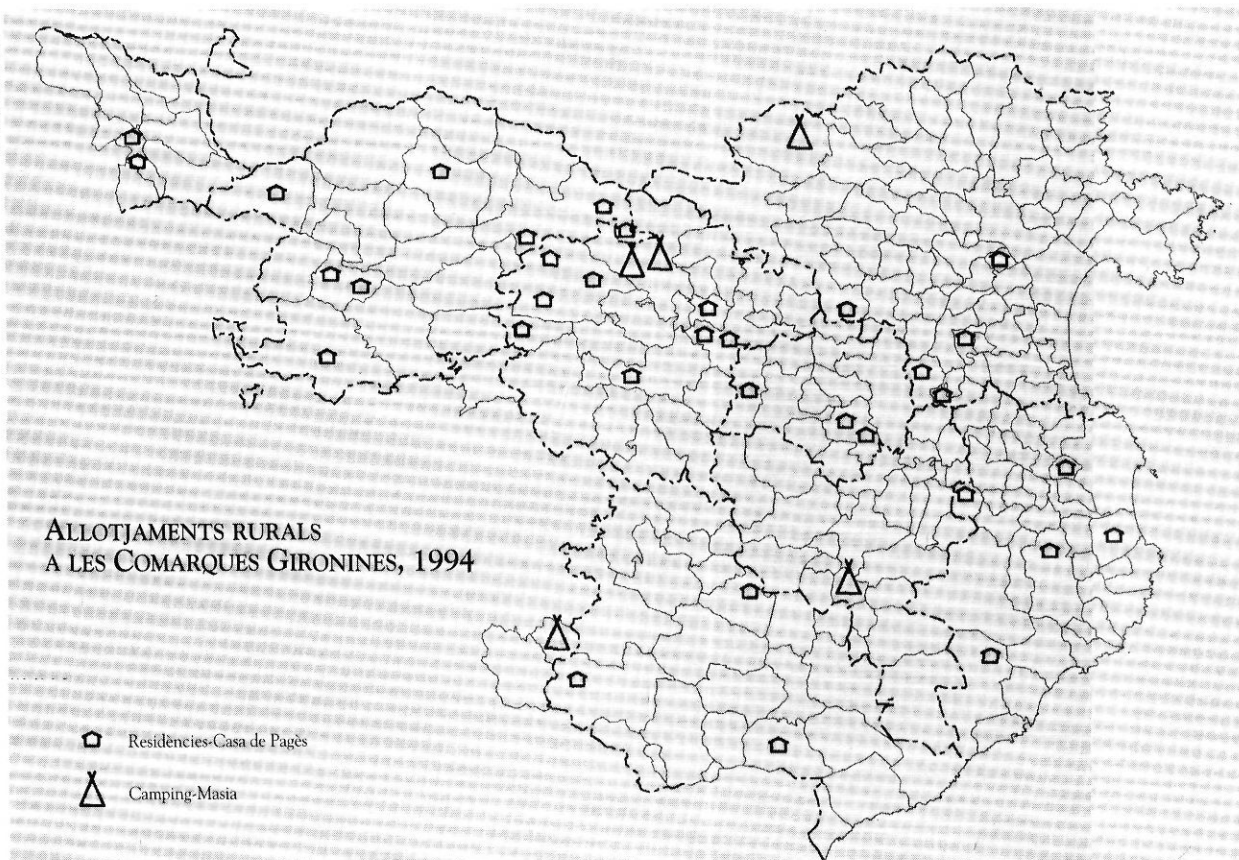 ALLOTJAMENTS RURALS
A LES COMARQUES GIRONINES, 1994
Residències-Casa de Pagès
Camping-Masia